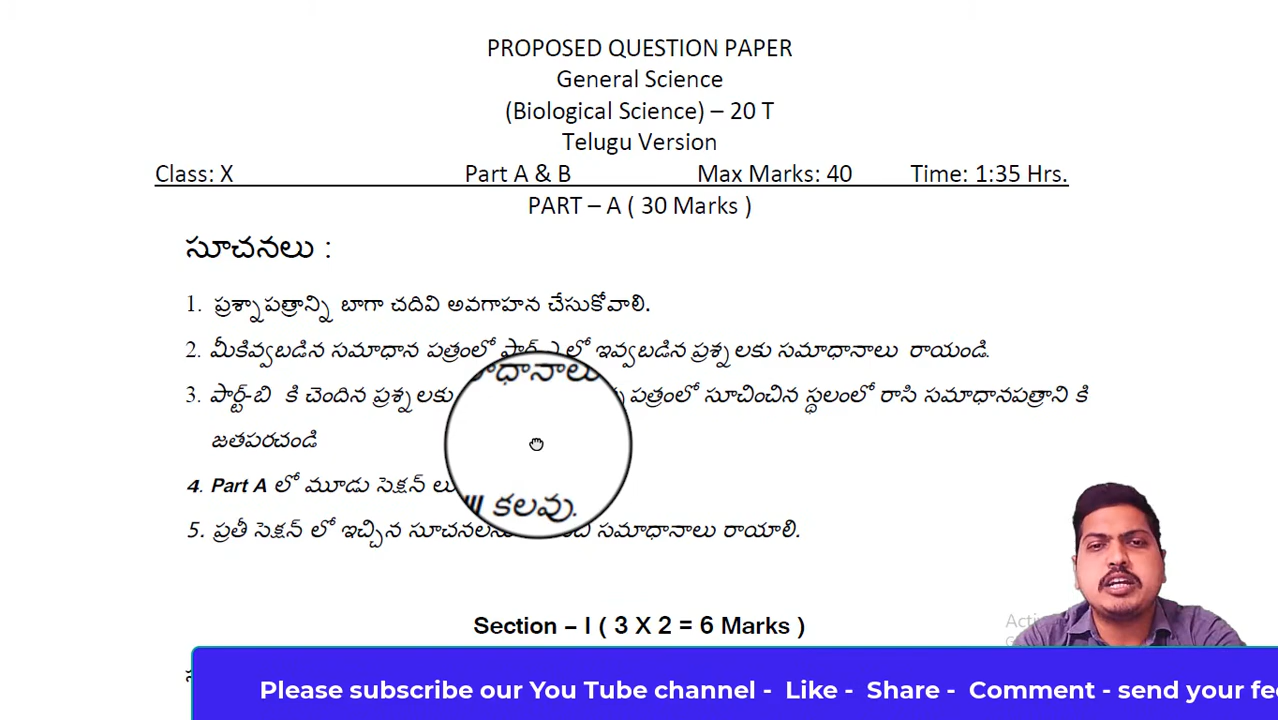 PROPOSED QUESTION PAPER
General Science
(Biological Science) – 20 T
Telugu Version
Class: X Part A & B Max Marks: 40 Time: 1:35 Hrs.
PART – A ( 30 Marks )
సూచనలు :
1. ప్రశ్నాపత్రాన్ని బాగా చదివి అవగాహన చేసుకోవాలి.
2. మీకివ్వబడిన సమాధాన పత్రంలో పార్ట్-ఎ లో ఇవ్వబడిన ప్రశ్నలకు సమాధానాలు రాయండి.
3. పార్ట్-బి కి చెందిన ప్రశ్నలకు పత్రంలో సూచించిన స్థలంలో రాసి సమాధానపత్రాని కి
జతపరచండి
4. Part A లో మూడు సెక్షన్ లు III కలవు.
5. ప్రతీ సెక్షన్ లో ఇచ్చిన సమాధానాలు రాయాలి.
Section – I ( 3 X 2 = 6 Marks )
Please subscribe our You Tube channel - Like - Share - Comment - send your fee